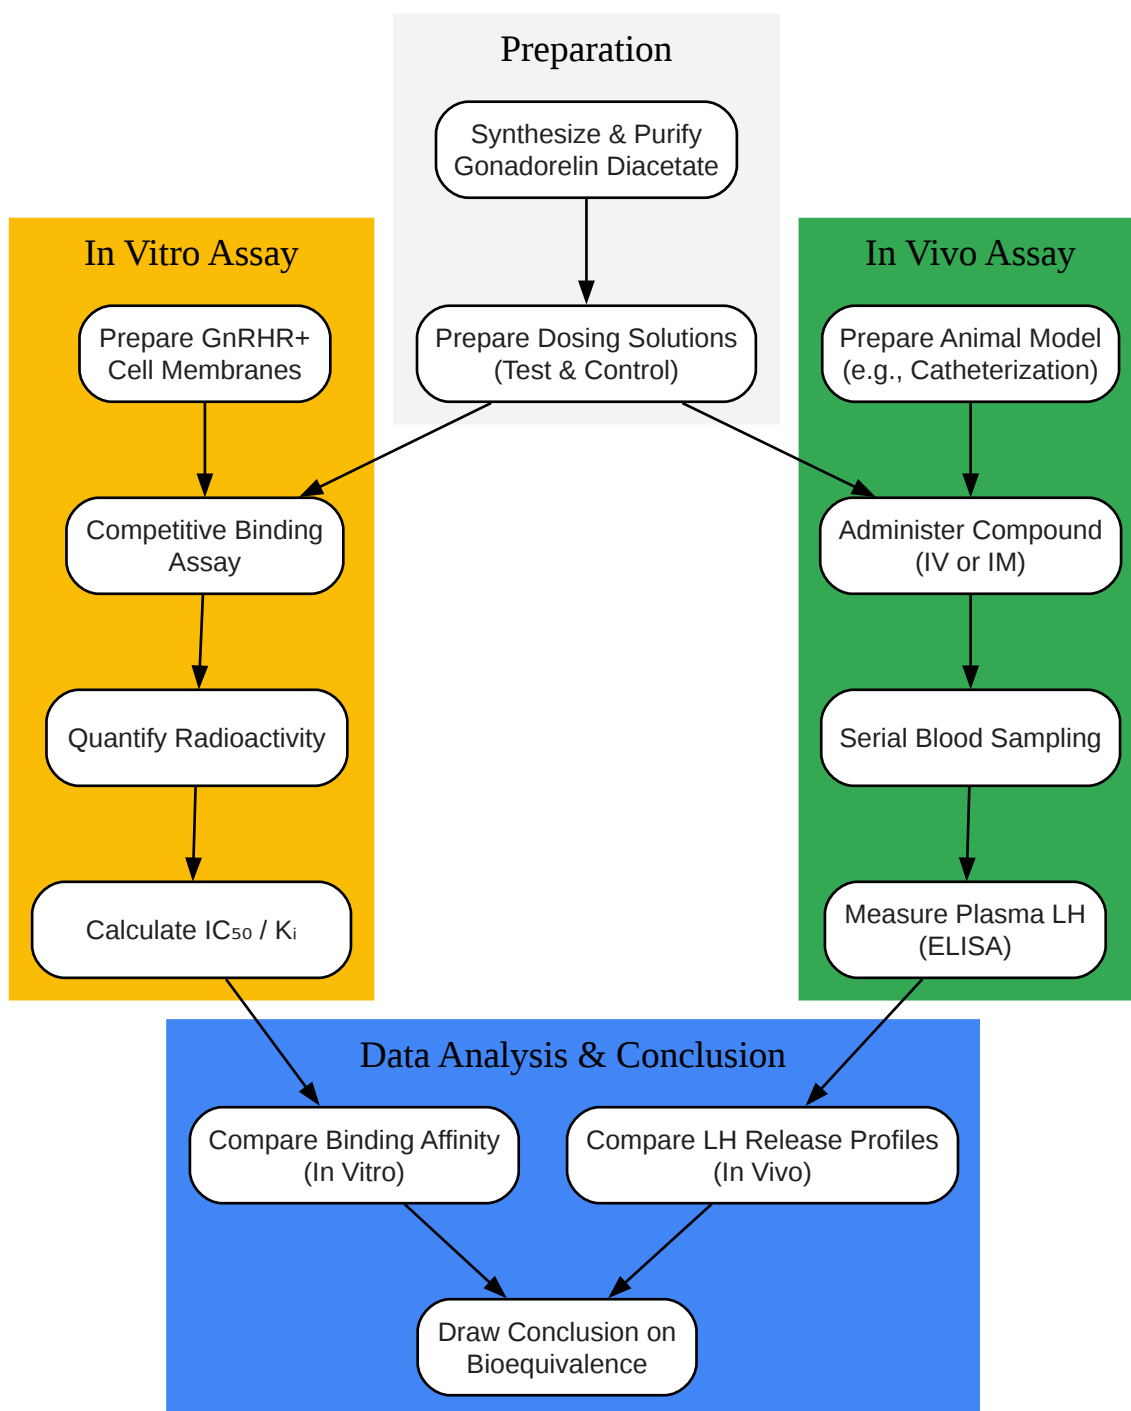 Preparation
Synthesize & Purify
Gonadorelin Diacetate
Prepare Dosing Solutions
(Test & Control)
In Vitro Assay
Prepare GnRHR+
Cell Membranes
Competitive Binding
Assay
Quantify Radioactivity
Calculate IC₅₀ / Kᵢ
In Vivo Assay
Prepare Animal Model
(e.g., Catheterization)
Administer Compound
(IV or IM)
Serial Blood Sampling
Measure Plasma LH
(ELISA)
Data Analysis & Conclusion
Compare Binding Affinity
(In Vitro)
Compare LH Release Profiles
(In Vivo)
Draw Conclusion on
Bioequivalence